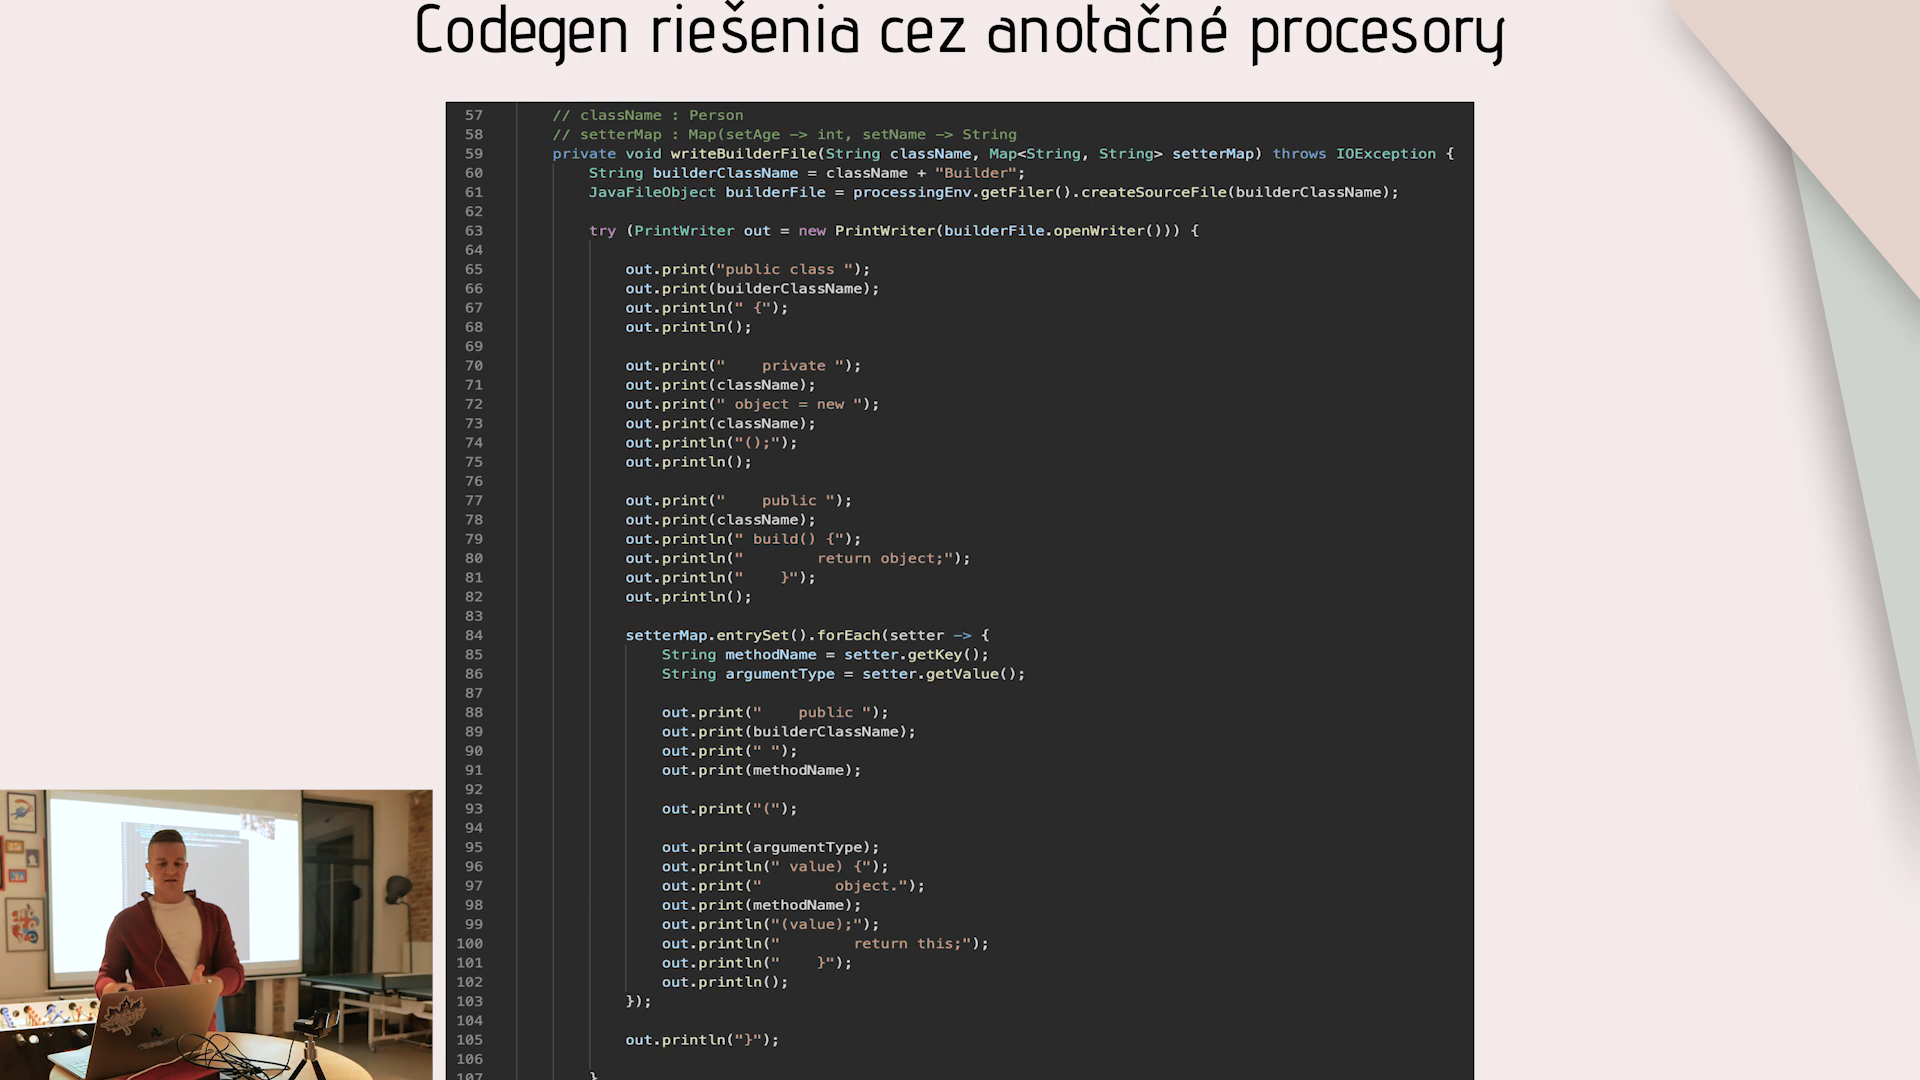 Codegen riešenia cez anotačné procesory
57 // className : Person
58 // setterMap : Map(setAge -> int, setName -> String
59 private void writeBuilderFile(String className, Map<String, String> setterMap) throws IOException {
60 String builderClassName = className + "Builder";
61 JavaFileObject builderFile = processingEnv.getFiler().createSourceFile(builderClassName);
62
63 try (PrintWriter out = new PrintWriter(builderFile.openWriter())) {
64
65 out.print("public class ");
66 out.print(builderClassName);
67 out.println(" {");
68 out.println();
69
70 out.print("    private ");
71 out.print(className);
72 out.print(" object = new ");
73 out.print(className);
74 out.println("();");
75 out.println();
76
77 out.print("    public ");
78 out.print(className);
79 out.println(" build() {");
80 out.println("        return object;");
81 out.println("    }");
82 out.println();
83
84 setterMap.entrySet().forEach(setter -> {
85 String methodName = setter.getKey();
86 String argumentType = setter.getValue();
87
88 out.print("    public ");
89 out.print(builderClassName);
90 out.print(" ");
91 out.print(methodName);
92
93 out.print("(");
94
95 out.print(argumentType);
96 out.println(" value) {");
97 out.print("        object.");
98 out.print(methodName);
99 out.println("(value);");
100 out.println("        return this;");
101 out.println("    }");
102 out.println();
103 });
104
105 out.println("}");
106
107 }